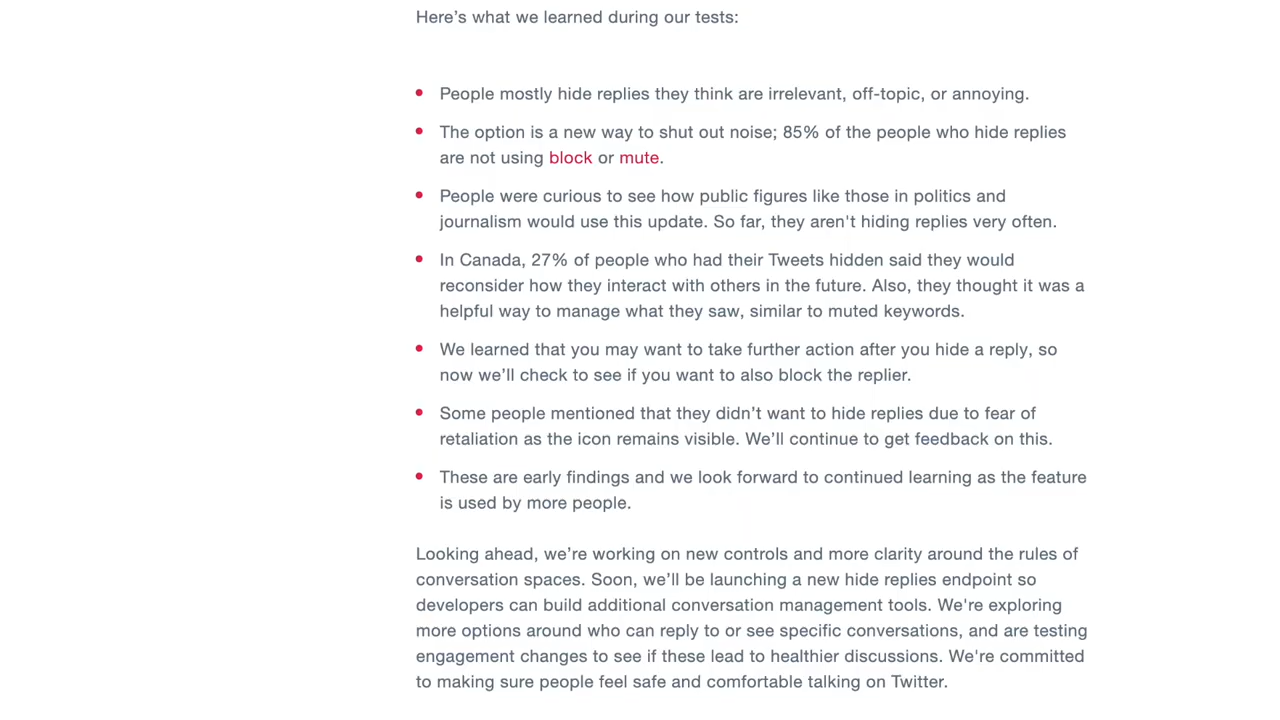 Here’s what we learned during our tests:
People mostly hide replies they think are irrelevant, off-topic, or annoying.
The option is a new way to shut out noise; 85% of the people who hide replies
are not using block or mute.
People were curious to see how public figures like those in politics and
journalism would use this update. So far, they aren't hiding replies very often.
In Canada, 27% of people who had their Tweets hidden said they would
reconsider how they interact with others in the future. Also, they thought it was a
helpful way to manage what they saw, similar to muted keywords.
We learned that you may want to take further action after you hide a reply, so
now we’ll check to see if you want to also block the replier.
Some people mentioned that they didn’t want to hide replies due to fear of
retaliation as the icon remains visible. We’ll continue to get feedback on this.
These are early findings and we look forward to continued learning as the feature
is used by more people.
Looking ahead, we’re working on new controls and more clarity around the rules of
conversation spaces. Soon, we’ll be launching a new hide replies endpoint so
developers can build additional conversation management tools. We're exploring
more options around who can reply to or see specific conversations, and are testing
engagement changes to see if these lead to healthier discussions. We're committed
to making sure people feel safe and comfortable talking on Twitter.